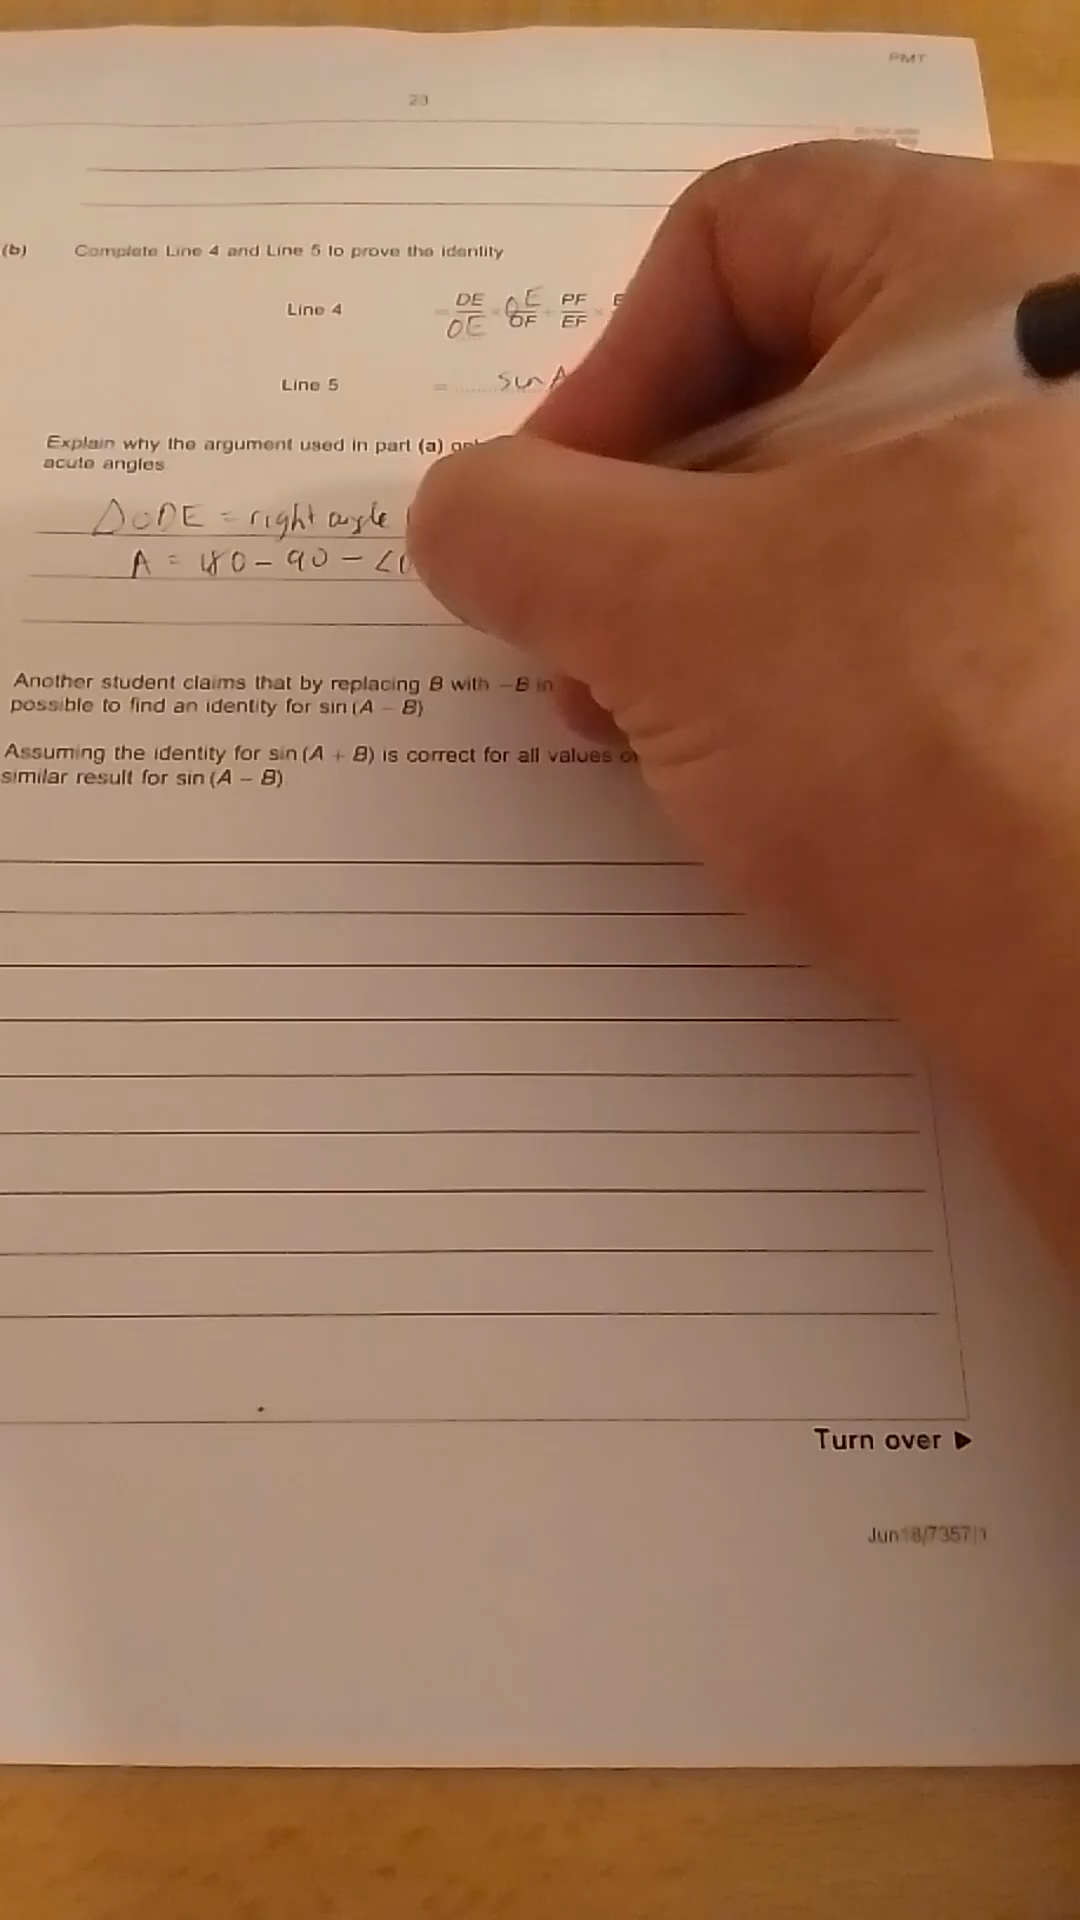 PMT
23
(b) Complete Line 4 and Line 5 to prove the identity
Line 4 = DE/OE × OE/OF + PF/EF ×
Line 5 = sin A
Explain why the argument used in part (a)
acute angles
△ODE = right angle
A = 180 - 90 - <
Another student claims that by replacing B with −B in
possible to find an identity for sin (A − B)
Assuming the identity for sin (A + B) is correct for all values
similar result for sin (A − B)
Turn over ►
Jun18/7357/1